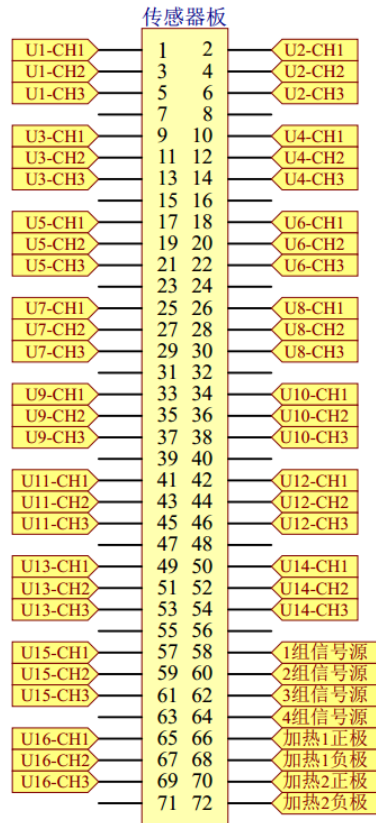 传感器板
U1-CH1 1 2 U2-CH1
U1-CH2 3 4 U2-CH2
U1-CH3 5 6 U2-CH3
7 8
U3-CH1 9 10 U4-CH1
U3-CH2 11 12 U4-CH2
U3-CH3 13 14 U4-CH3
15 16
U5-CH1 17 18 U6-CH1
U5-CH2 19 20 U6-CH2
U5-CH3 21 22 U6-CH3
23 24
U7-CH1 25 26 U8-CH1
U7-CH2 27 28 U8-CH2
U7-CH3 29 30 U8-CH3
31 32
U9-CH1 33 34 U10-CH1
U9-CH2 35 36 U10-CH2
U9-CH3 37 38 U10-CH3
39 40
U11-CH1 41 42 U12-CH1
U11-CH2 43 44 U12-CH2
U11-CH3 45 46 U12-CH3
47 48
U13-CH1 49 50 U14-CH1
U13-CH2 51 52 U14-CH2
U13-CH3 53 54 U14-CH3
55 56
U15-CH1 57 58 1组信号源
U15-CH2 59 60 2组信号源
U15-CH3 61 62 3组信号源
63 64 4组信号源
U16-CH1 65 66 加热1正极
U16-CH2 67 68 加热1负极
U16-CH3 69 70 加热2正极
71 72 加热2负极